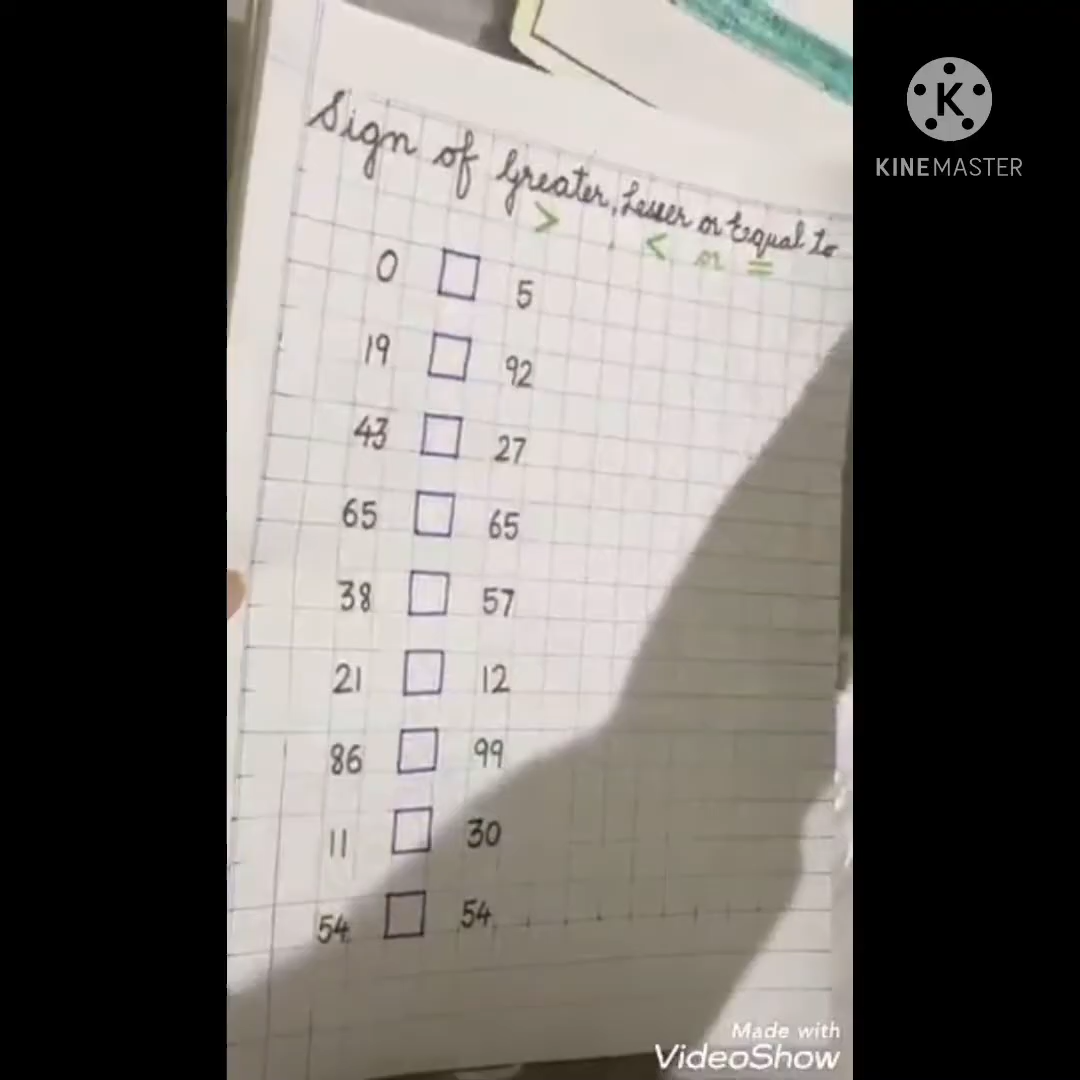 Sign of Greater, Lesser or Equal to
> , < or =
0 □ 5
19 □ 92
43 □ 27
65 □ 65
38 □ 57
21 □ 12
86 □ 99
11 □ 30
54 □ 54
K
KINEMASTER
Made with
VideoShow